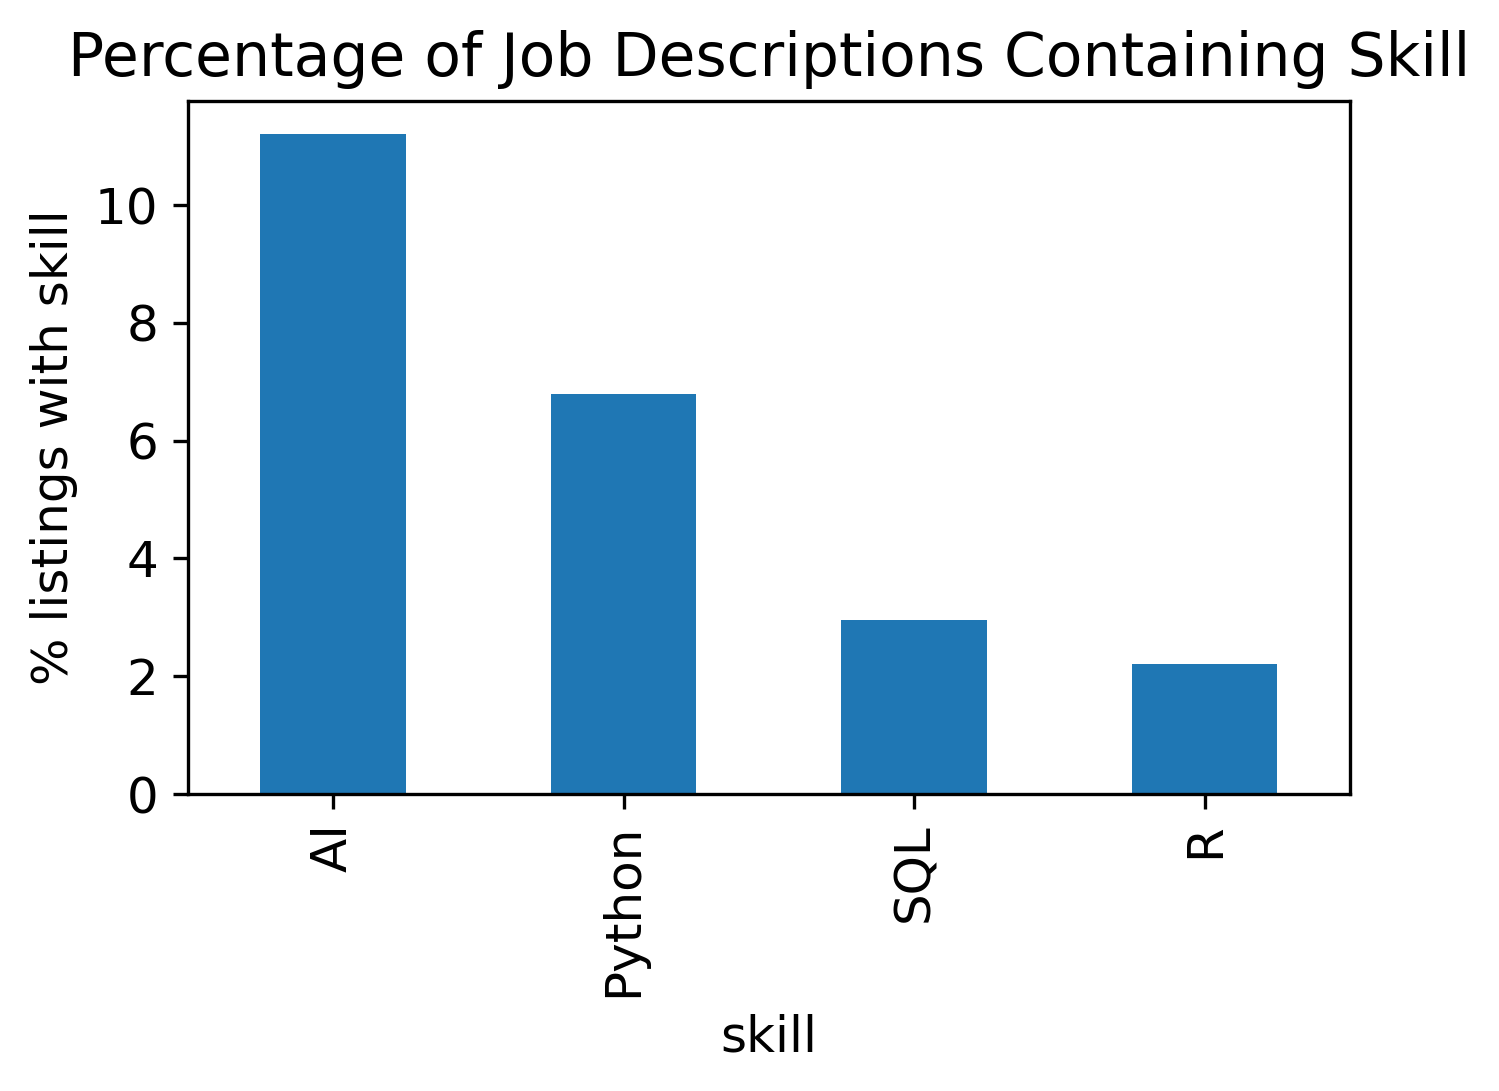 Percentage of Job Descriptions Containing Skill
% listings with skill
10
8
6
4
2
0
AI
Python
SQL
R
skill